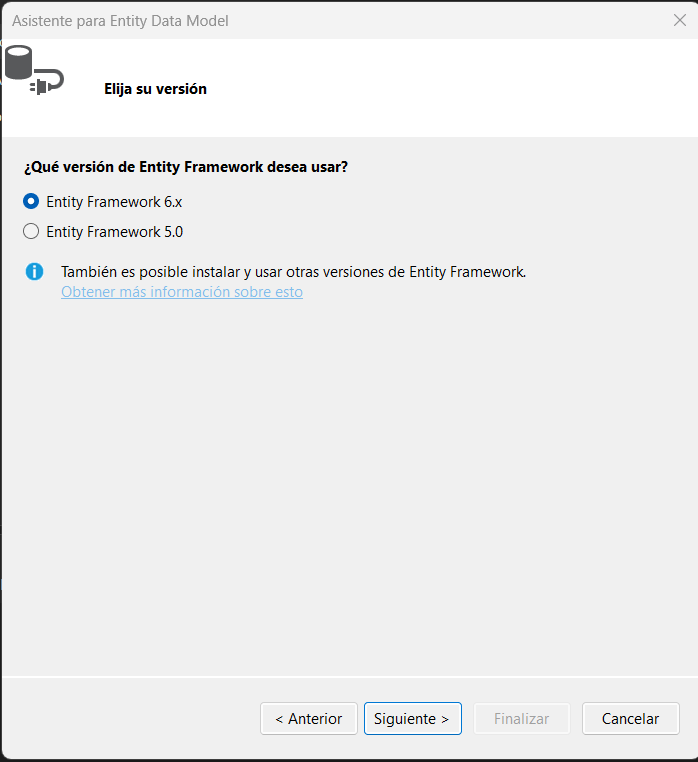 Asistente para Entity Data Model
Elija su versión
¿Qué versión de Entity Framework desea usar?
Entity Framework 6.x
Entity Framework 5.0
También es posible instalar y usar otras versiones de Entity Framework.
Obtener más información sobre esto
< Anterior
Siguiente >
Finalizar
Cancelar